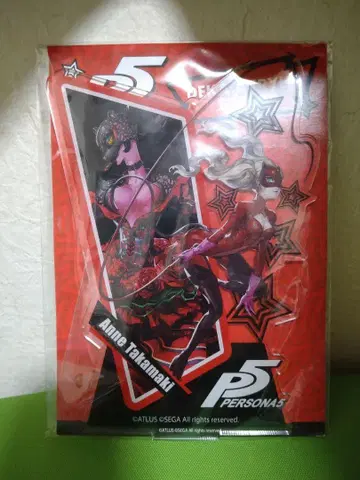 5
Anne Takamaki
P5
PERSONA5
©ATLUS ©SEGA All rights reserved.
©ATLUS ©SEGA All rights reserved.